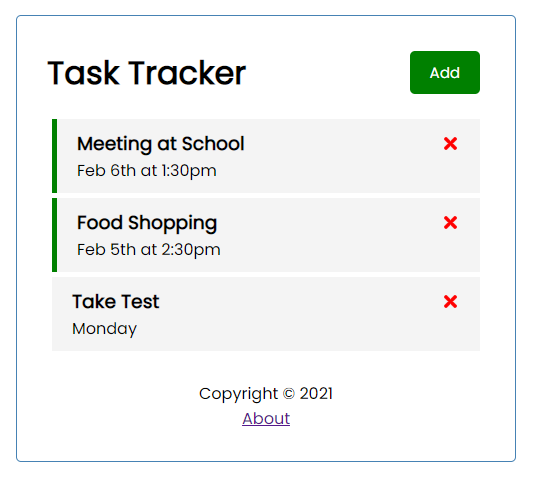 Task Tracker
Add
Meeting at School
Feb 6th at 1:30pm
Food Shopping
Feb 5th at 2:30pm
Take Test
Monday
Copyright © 2021
About